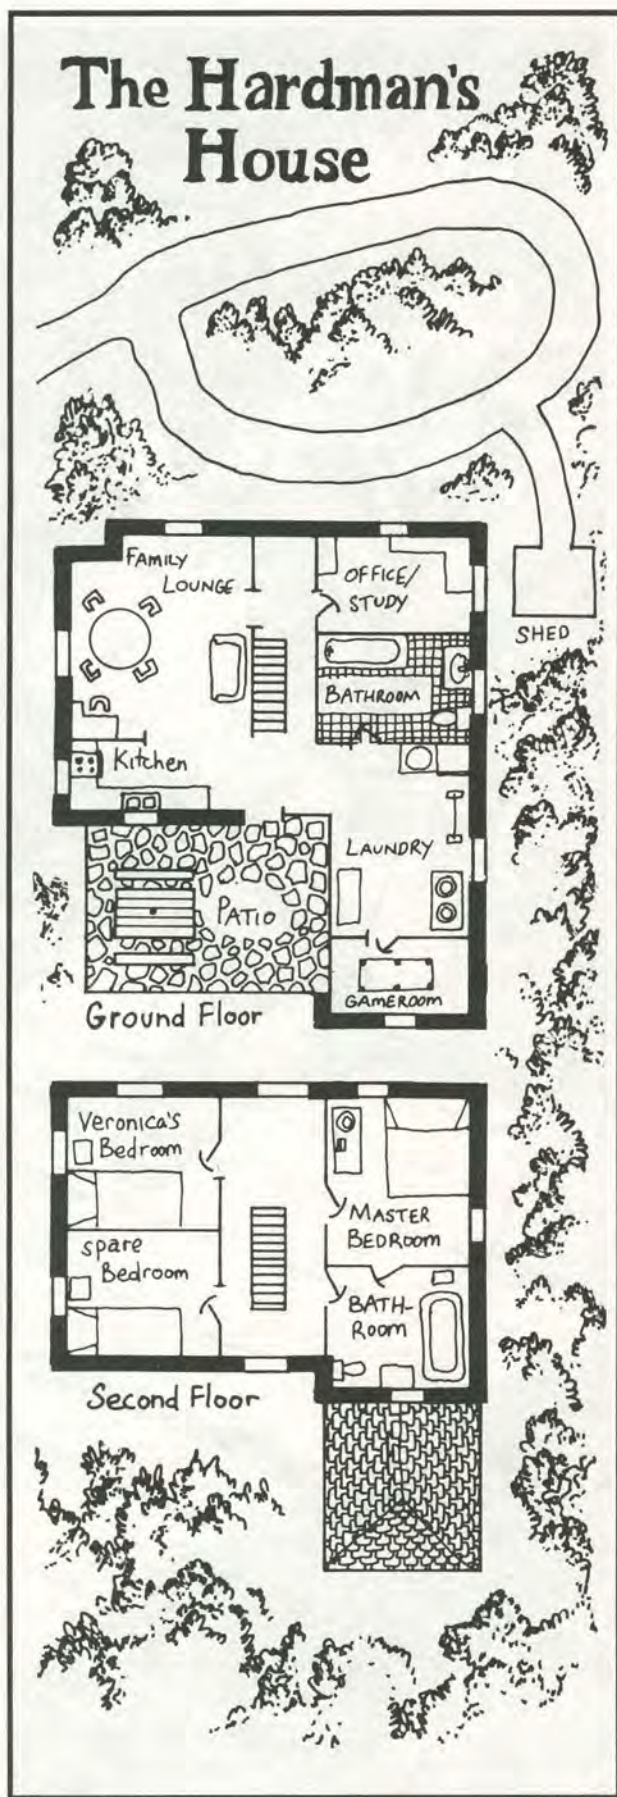 The Hardman's
House
FAMILY
LOUNGE
OFFICE/
STUDY
SHED
BATHROOM
Kitchen
LAUNDRY
PATIO
GAMEROOM
Ground Floor
Veronica's
Bedroom
MASTER
BEDROOM
spare
Bedroom
BATH-
ROOM
Second Floor